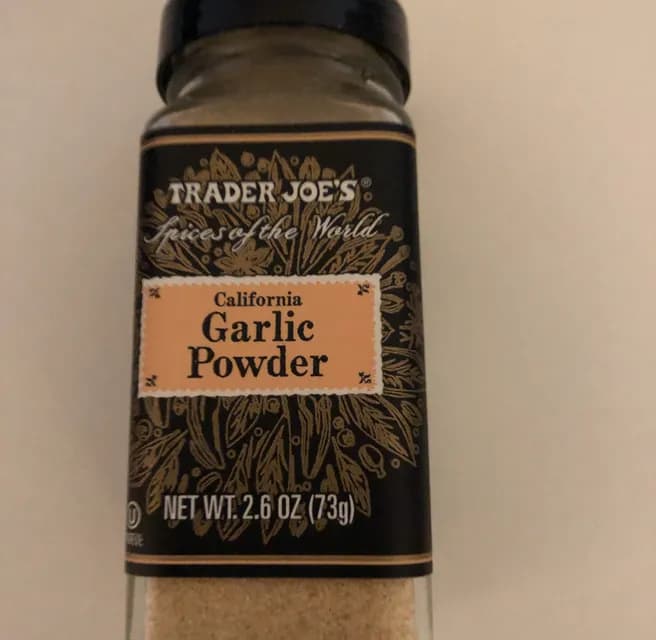 TRADER JOE'S®
Spices of the World
California
Garlic
Powder
NET WT. 2.6 OZ (73g)
U